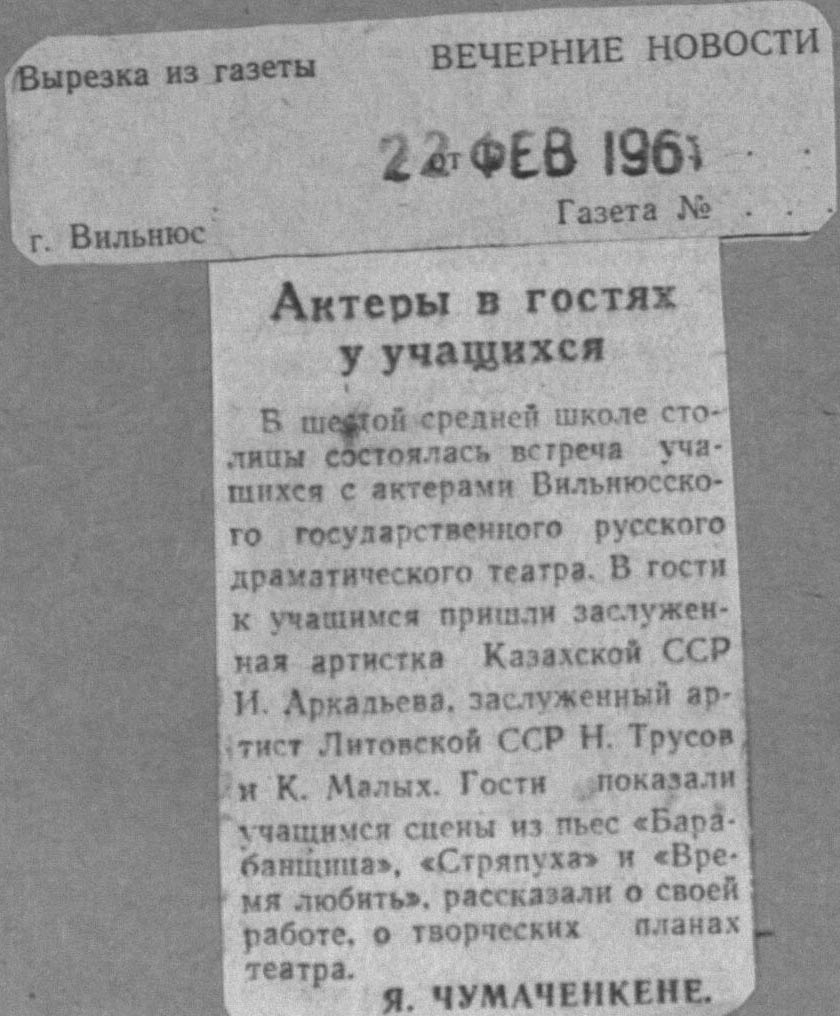 Вырезка из газеты ВЕЧЕРНИЕ НОВОСТИ
22 от ФЕВ 1961 . .
г. Вильнюс Газета № . . .
Актеры в гостях
у учащихся
В шестой средней школе сто-
лицы состоялась встреча уча-
щихся с актерами Вильнюсско-
го государственного русского
драматического театра. В гости
к учащимся пришли заслужен-
ная артистка Казахской ССР
И. Аркадьева, заслуженный ар-
тист Литовской ССР Н. Трусов
и К. Малых. Гости показали
учащимся сцены из пьес «Бара-
банщица», «Стряпуха» и «Вре-
мя любить», рассказали о своей
работе, о творческих планах
театра.
Я. ЧУМАЧЕНКЕНЕ.